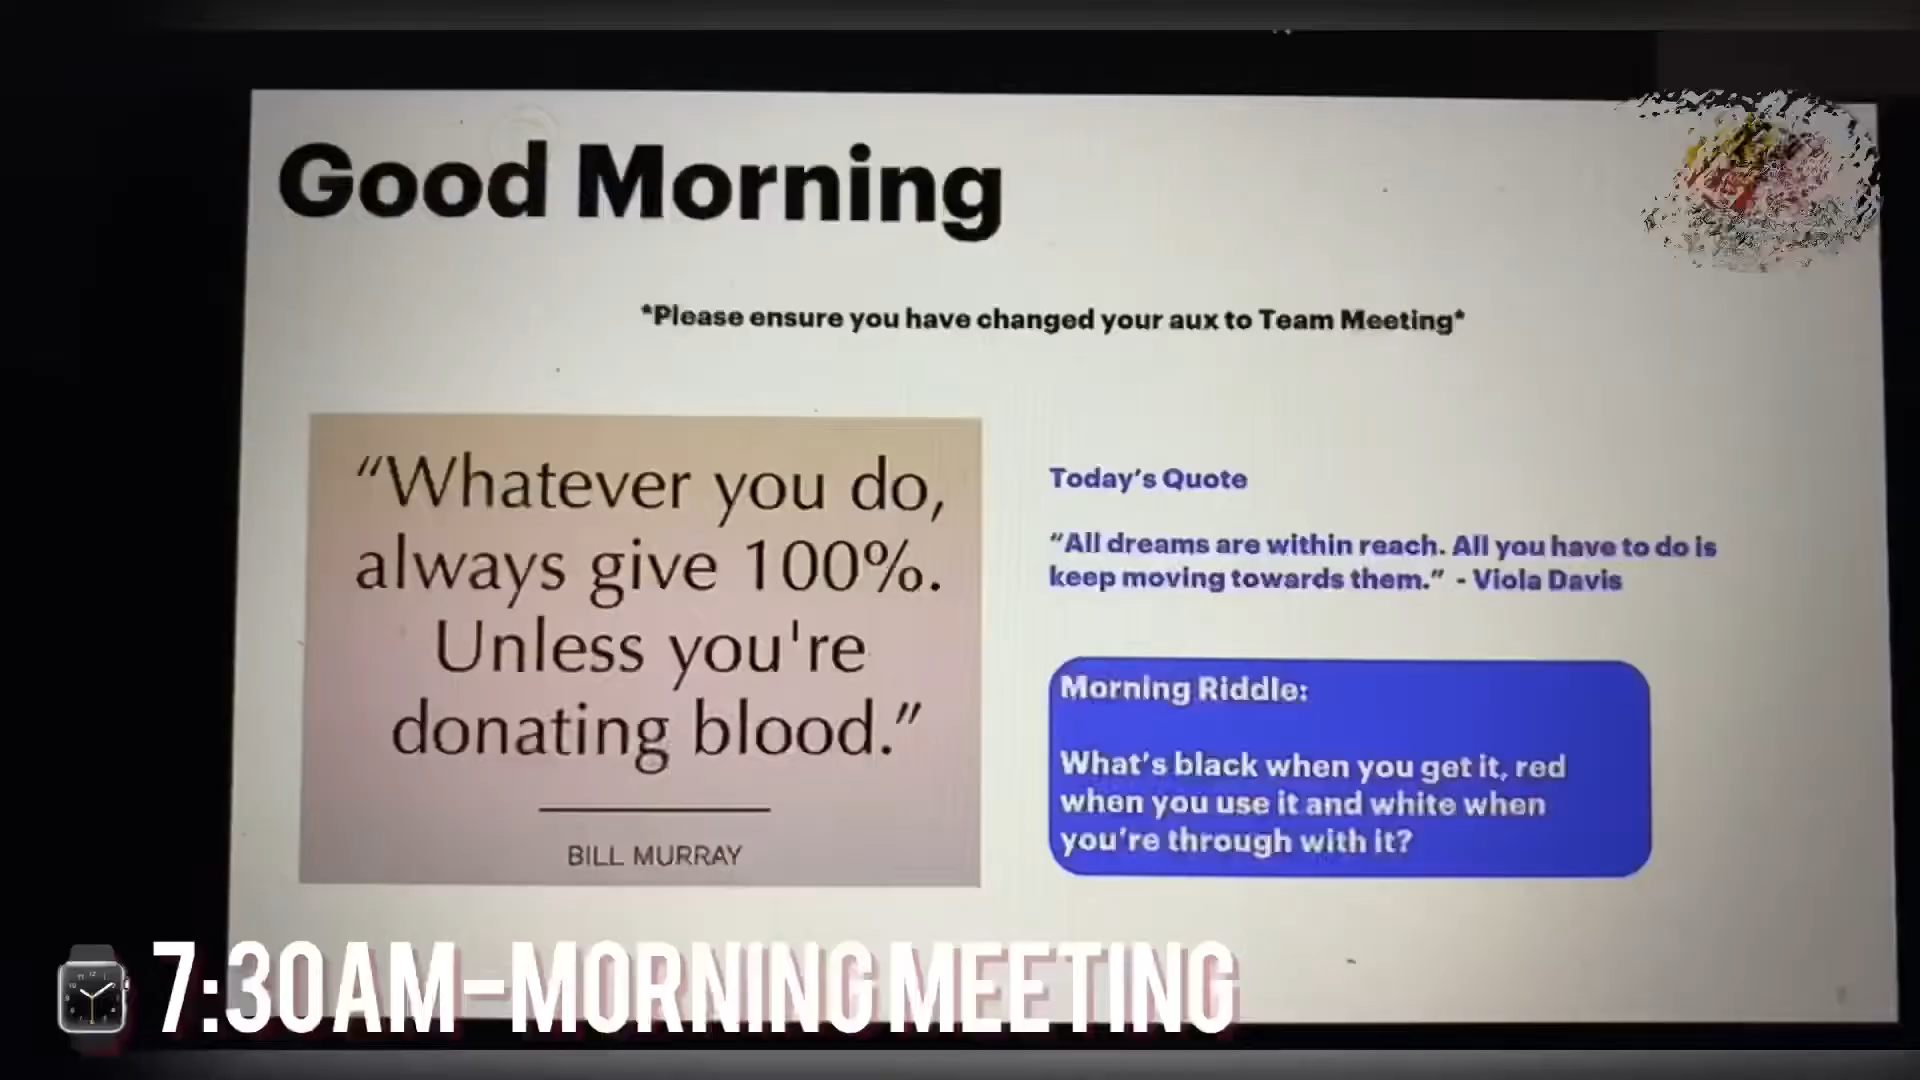 Good Morning
*Please ensure you have changed your aux to Team Meeting*
“Whatever you do,
always give 100%.
Unless you're
donating blood.”
BILL MURRAY
Today’s Quote
“All dreams are within reach. All you have to do is
keep moving towards them.” - Viola Davis
Morning Riddle:
What’s black when you get it, red
when you use it and white when
you’re through with it?
7:30AM-MORNING MEETING